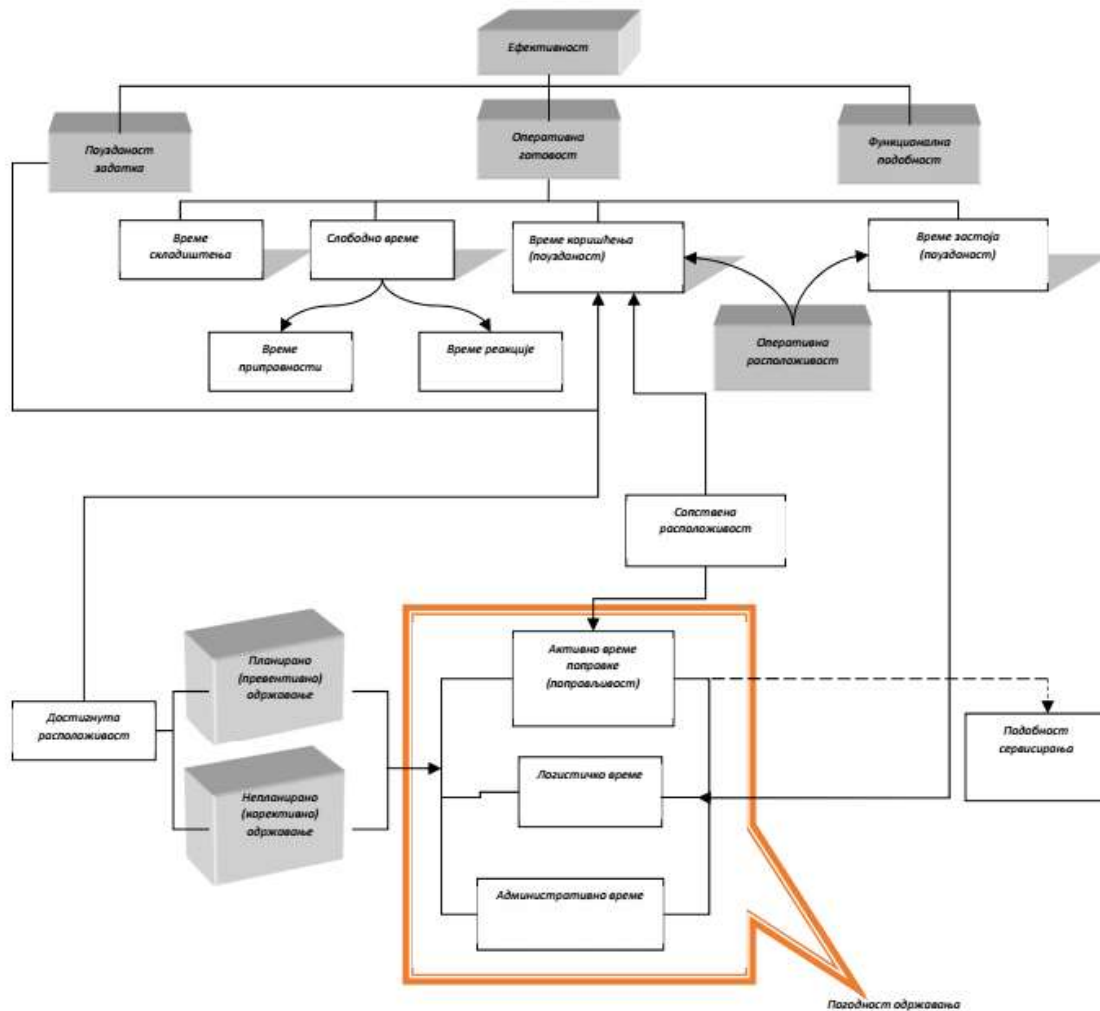 Ефективност
Поузданост
задатка
Оперативна
готовост
Функционална
подобност
Време
складиштења
Слободно време
Време коришћења
(поузданост)
Време застоја
(поузданост)
Време
приправности
Време реакције
Оперативна
расположивост
Сопствена
расположивост
Планирано
(превентивно)
одржавање
Активно време
поправке
(поправљивост)
Достигнута
расположивост
Подобност
сервисирања
Логистичко време
Непланирано
(корективно)
одржавање
Административно време
Погодност одржавања